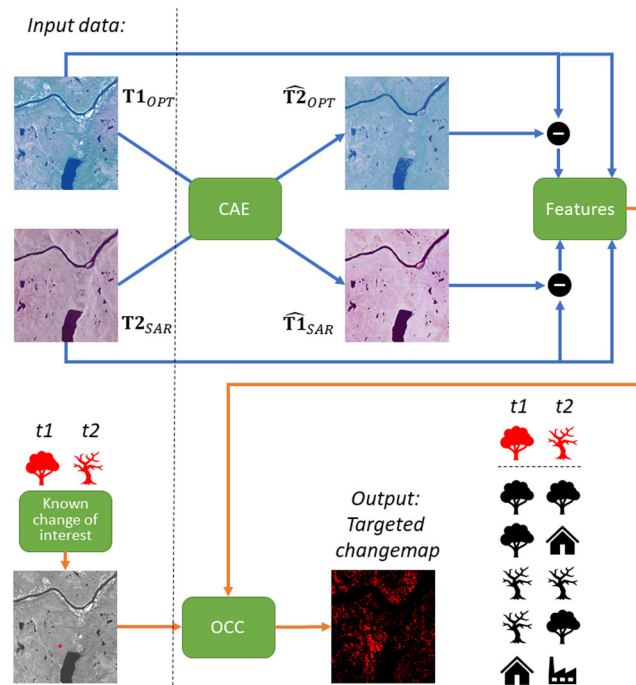 Input data:
T1OPT
T2̂OPT
CAE
Features
T2SAR
T1̂SAR
t1 t2
Known change of interest
t1 t2
Output:
Targeted
changemap
OCC